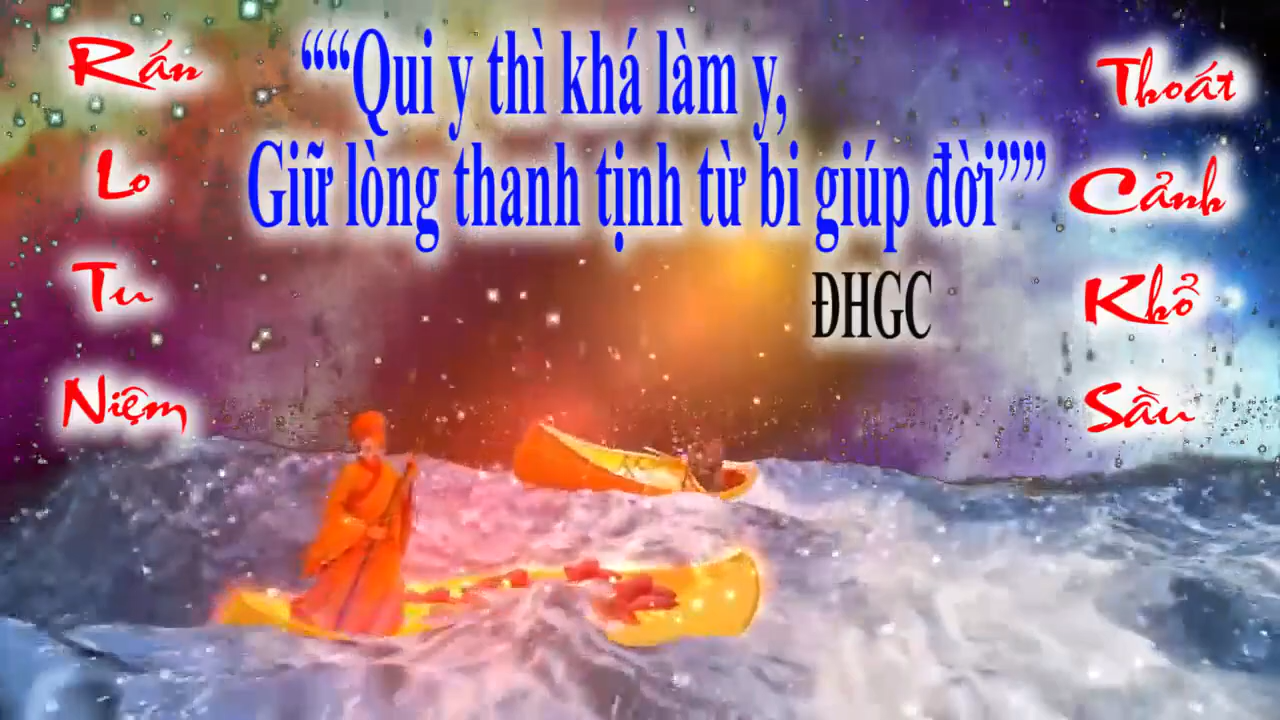 Rán
Lo
Tu
Niệm
““Qui y thì khá làm y,
Giữ lòng thanh tịnh từ bi giúp đời””
ĐHGC
Thoát
Cảnh
Khổ
Sầu